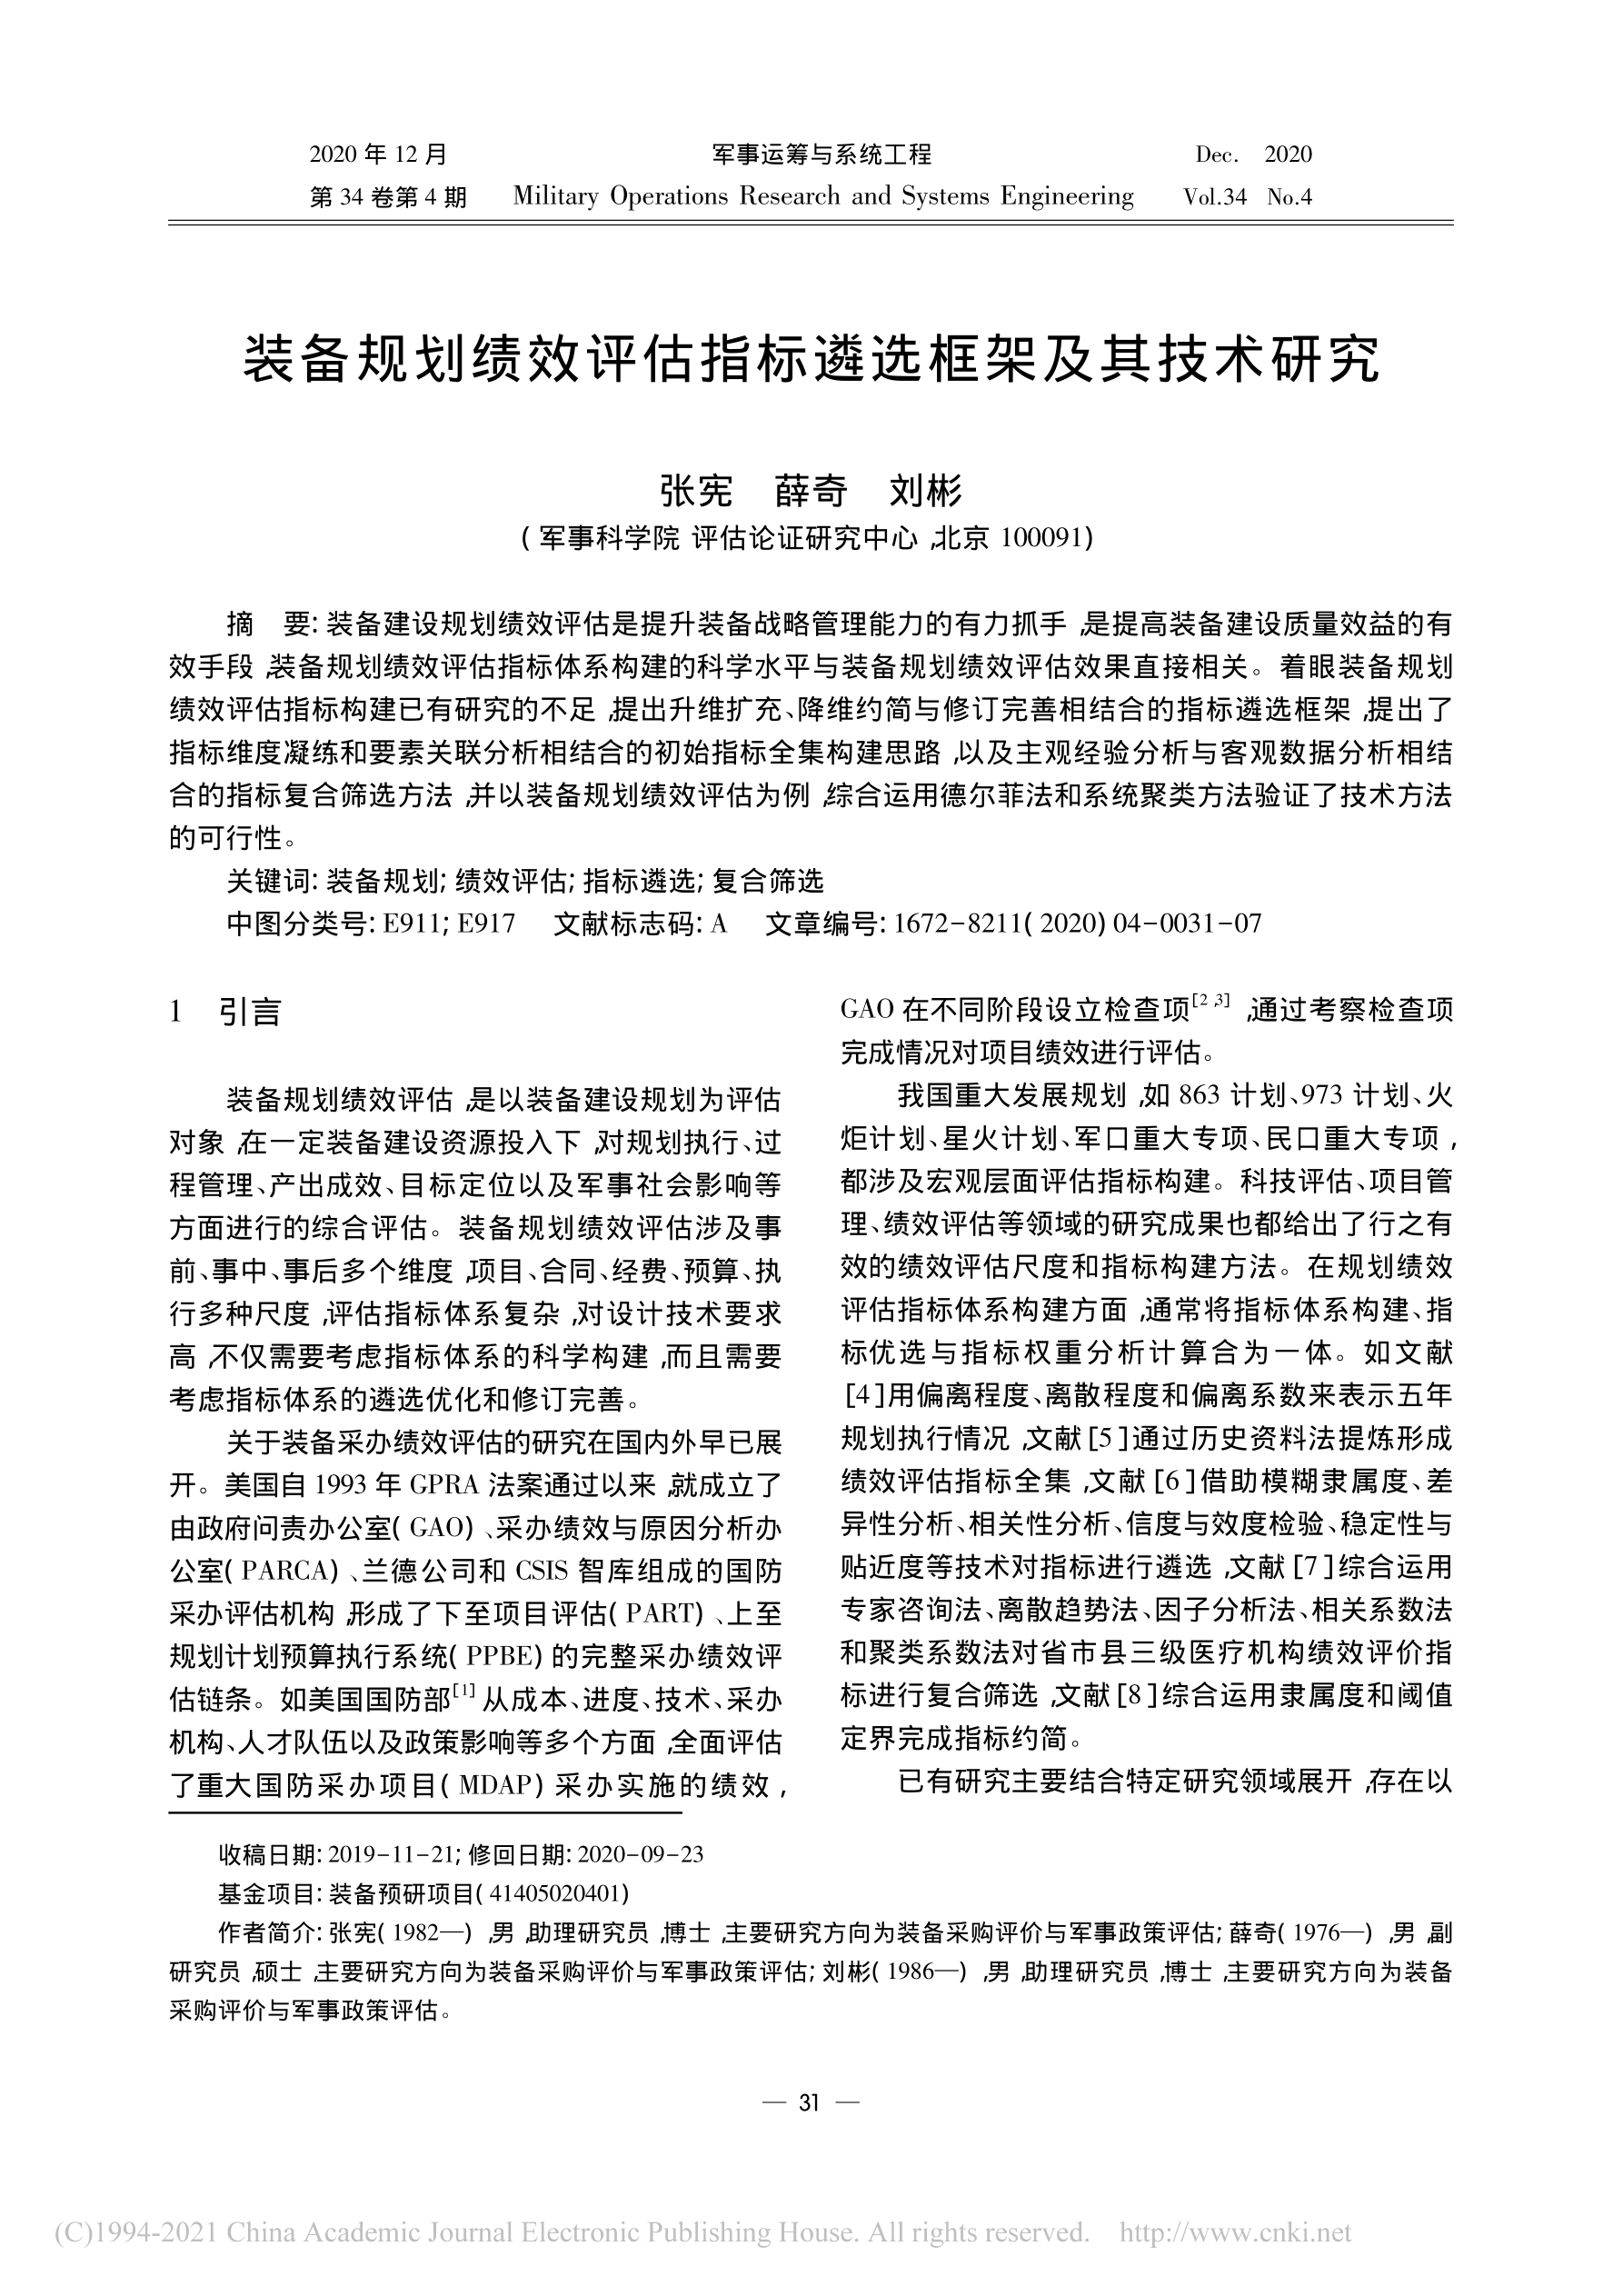 2020 年 12 月
军事运筹与系统工程
Dec. 2020
第 34 卷第 4 期
Military Operations Research and Systems Engineering
Vol.34 No.4
装备规划绩效评估指标遴选框架及其技术研究
张宪 薛奇 刘彬
(军事科学院 评估论证研究中心,北京 100091)
摘 要:装备建设规划绩效评估是提升装备战略管理能力的有力抓手,是提高装备建设质量效益的有
效手段,装备规划绩效评估指标体系构建的科学水平与装备规划绩效评估效果直接相关。着眼装备规划
绩效评估指标构建已有研究的不足,提出升维扩充、降维约简与修订完善相结合的指标遴选框架,提出了
指标维度凝练和要素关联分析相结合的初始指标全集构建思路,以及主观经验分析与客观数据分析相结
合的指标复合筛选方法,并以装备规划绩效评估为例,综合运用德尔菲法和系统聚类方法验证了技术方法
的可行性。
关键词:装备规划;绩效评估;指标遴选;复合筛选
中图分类号:E911;E917 文献标志码:A 文章编号:1672-8211(2020)04-0031-07
1 引言
装备规划绩效评估,是以装备建设规划为评估
对象,在一定装备建设资源投入下,对规划执行、过
程管理、产出成效、目标定位以及军事社会影响等
方面进行的综合评估。装备规划绩效评估涉及事
前、事中、事后多个维度,项目、合同、经费、预算、执
行多种尺度,评估指标体系复杂,对设计技术要求
高,不仅需要考虑指标体系的科学构建,而且需要
考虑指标体系的遴选优化和修订完善。
关于装备采办绩效评估的研究在国内外早已展
开。美国自 1993 年 GPRA 法案通过以来,就成立了
由政府问责办公室(GAO)、采办绩效与原因分析办
公室(PARCA)、兰德公司和 CSIS 智库组成的国防
采办评估机构,形成了下至项目评估(PART)、上至
规划计划预算执行系统(PPBE)的完整采办绩效评
估链条。如美国国防部[1]从成本、进度、技术、采办
机构、人才队伍以及政策影响等多个方面,全面评估
了重大国防采办项目(MDAP)采办实施的绩效,
GAO 在不同阶段设立检查项[2,3],通过考察检查项
完成情况对项目绩效进行评估。
我国重大发展规划,如 863 计划、973 计划、火
炬计划、星火计划、军口重大专项、民口重大专项,
都涉及宏观层面评估指标构建。科技评估、项目管
理、绩效评估等领域的研究成果也都给出了行之有
效的绩效评估尺度和指标构建方法。在规划绩效
评估指标体系构建方面,通常将指标体系构建、指
标优选与指标权重分析计算合为一体。如文献
[4]用偏离程度、离散程度和偏离系数来表示五年
规划执行情况,文献[5]通过历史资料法提炼形成
绩效评估指标全集,文献[6]借助模糊隶属度、差
异性分析、相关性分析、信度与效度检验、稳定性与
贴近度等技术对指标进行遴选,文献[7]综合运用
专家咨询法、离散趋势法、因子分析法、相关系数法
和聚类系数法对省市县三级医疗机构绩效评价指
标进行复合筛选,文献[8]综合运用隶属度和阈值
定界完成指标约简。
已有研究主要结合特定研究领域展开,存在以
收稿日期:2019-11-21;修回日期:2020-09-23
基金项目:装备预研项目(41405020401)
作者简介:张宪(1982—),男,助理研究员,博士,主要研究方向为装备采购评价与军事政策评估;薛奇(1976—),男,副
研究员,硕士,主要研究方向为装备采购评价与军事政策评估;刘彬(1986—),男,助理研究员,博士,主要研究方向为装备
采购评价与军事政策评估。
— 31 —
(C)1994-2021 China Academic Journal Electronic Publishing House. All rights reserved. http://www.cnki.net